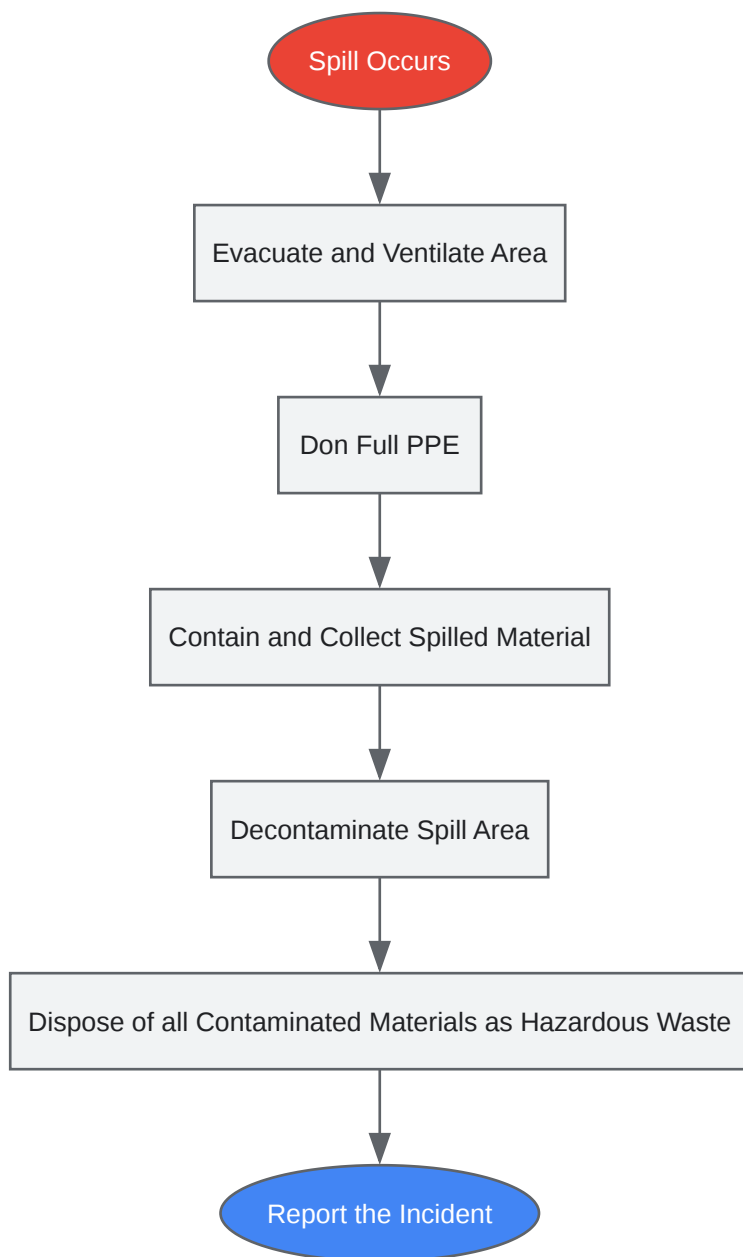 Spill Occurs
Evacuate and Ventilate Area
Don Full PPE
Contain and Collect Spilled Material
Decontaminate Spill Area
Dispose of all Contaminated Materials as Hazardous Waste
Report the Incident